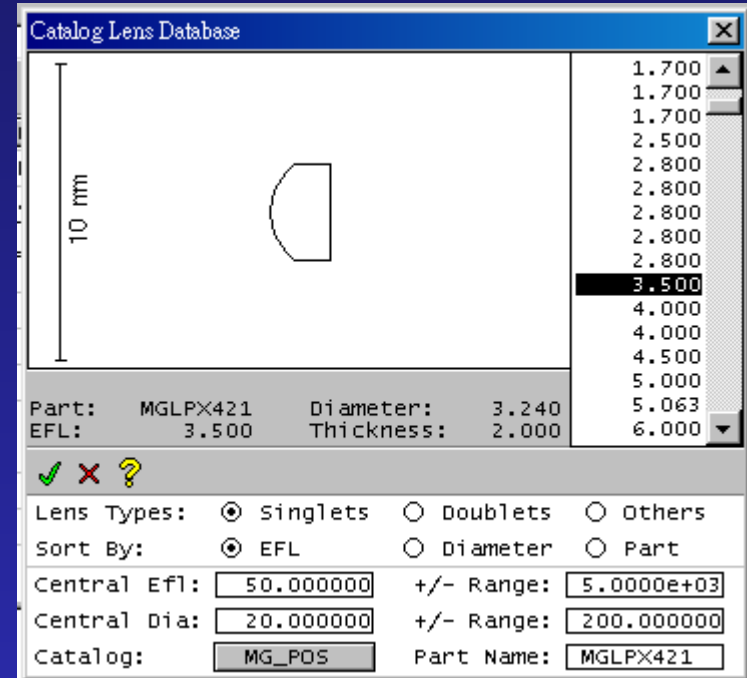 Catalog Lens Database
10 mm
1.700
1.700
1.700
2.500
2.800
2.800
2.800
2.800
2.800
3.500
4.000
4.000
4.500
5.000
5.063
6.000
Part: MGLPX421 Diameter: 3.240
EFL: 3.500 Thickness: 2.000
Lens Types: Singlets Doublets Others
Sort By: EFL Diameter Part
Central Efl: 50.000000 +/- Range: 5.0000e+03
Central Dia: 20.000000 +/- Range: 200.000000
Catalog: MG_POS Part Name: MGLPX421